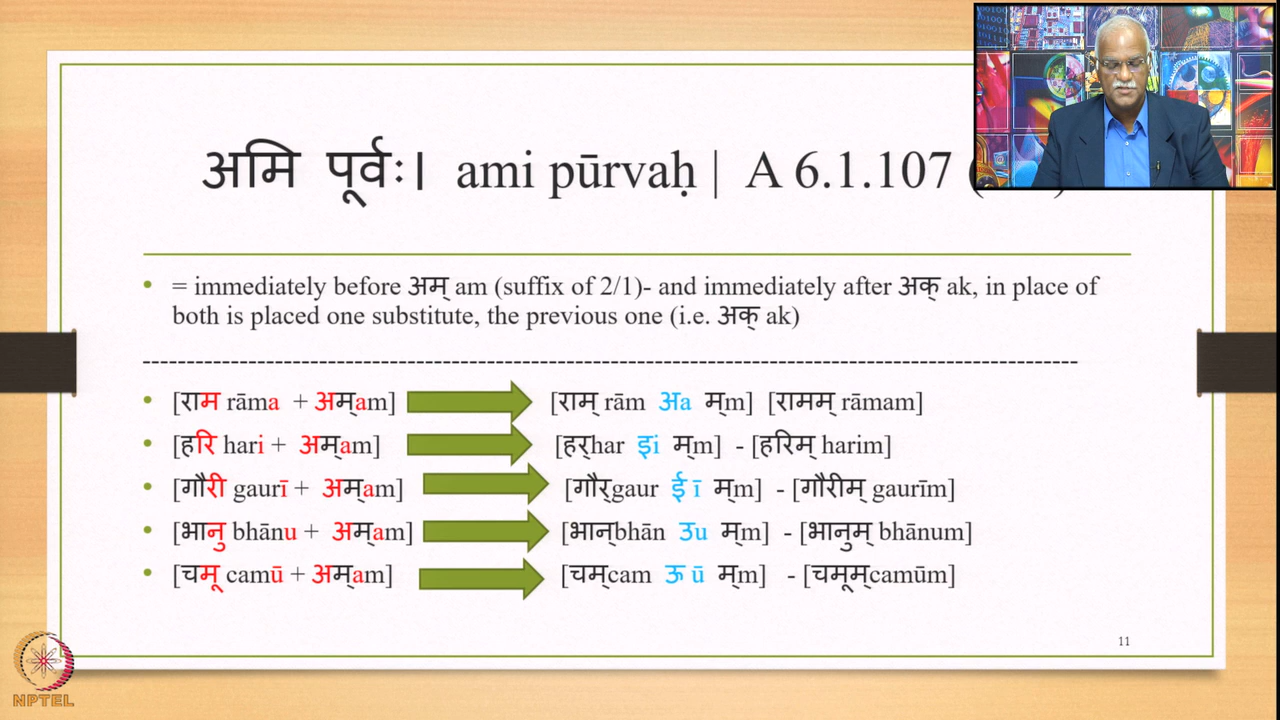 अमि पूर्वः। ami pūrvaḥ | A 6.1.107
• = immediately before अम् am (suffix of 2/1)- and immediately after अक् ak, in place of
both is placed one substitute, the previous one (i.e. अक् ak)
--------------------------------------------------------------------------------------------------
• [राम rāma + अम्am] [राम् rām अa म्m] [रामम् rāmam]
• [हरि hari + अम्am] [हर्har इi म्m] - [हरिम् harim]
• [गौरी gaurī + अम्am] [गौर्gaur ई ī म्m] - [गौरीम् gaurīm]
• [भानु bhānu + अम्am] [भान्bhān उu म्m] - [भानुम् bhānum]
• [चमू camū + अम्am] [चम्cam ऊ ū म्m] - [चमूम्camūm]
11
NPTEL